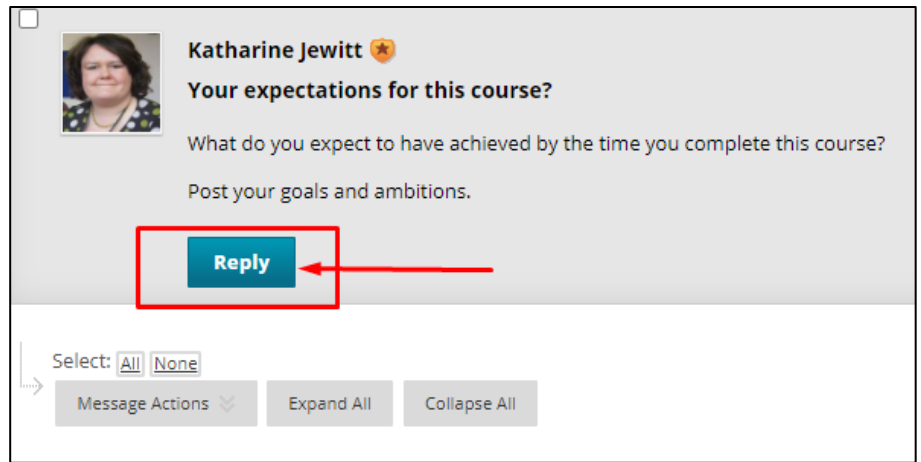 Katharine Jewitt
Your expectations for this course?
What do you expect to have achieved by the time you complete this course?
Post your goals and ambitions.
Reply
Select: All None
Message Actions Expand All Collapse All